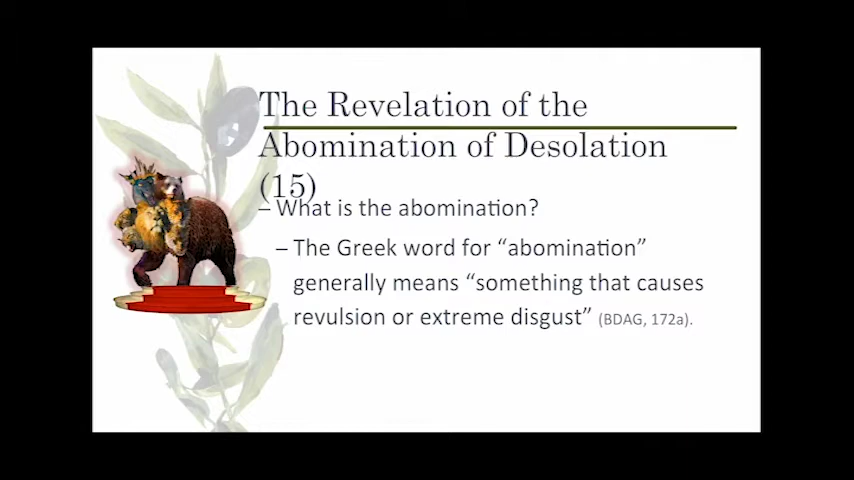 The Revelation of the
Abomination of Desolation
(15)
– What is the abomination?
– The Greek word for “abomination”
generally means “something that causes
revulsion or extreme disgust” (BDAG, 172a).